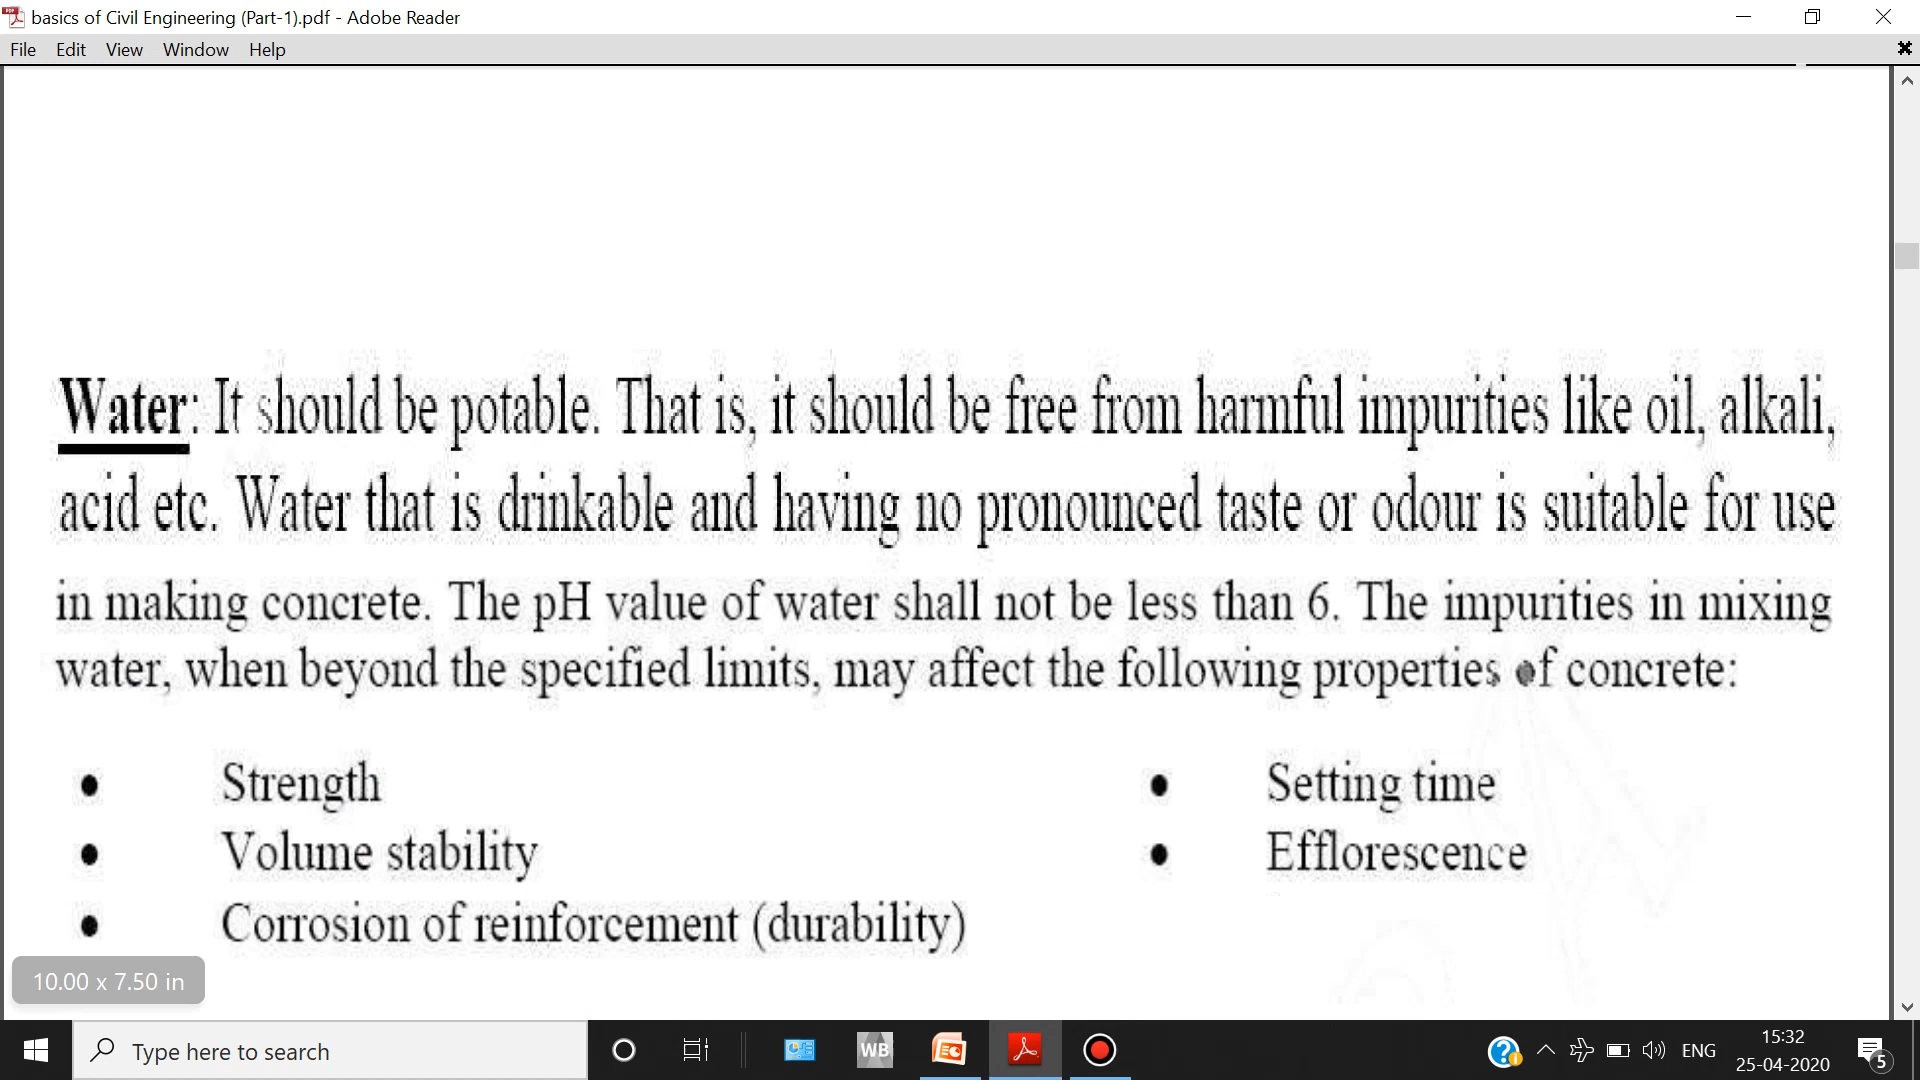 basics of Civil Engineering (Part-1).pdf - Adobe Reader
File Edit View Window Help
Water: It should be potable. That is, it should be free from harmful impurities like oil, alkali,
acid etc. Water that is drinkable and having no pronounced taste or odour is suitable for use
in making concrete. The pH value of water shall not be less than 6. The impurities in mixing
water, when beyond the specified limits, may affect the following properties of concrete:
• Strength • Setting time
• Volume stability • Efflorescence
• Corrosion of reinforcement (durability)
10.00 x 7.50 in
Type here to search WB ENG 15:32
25-04-2020 5